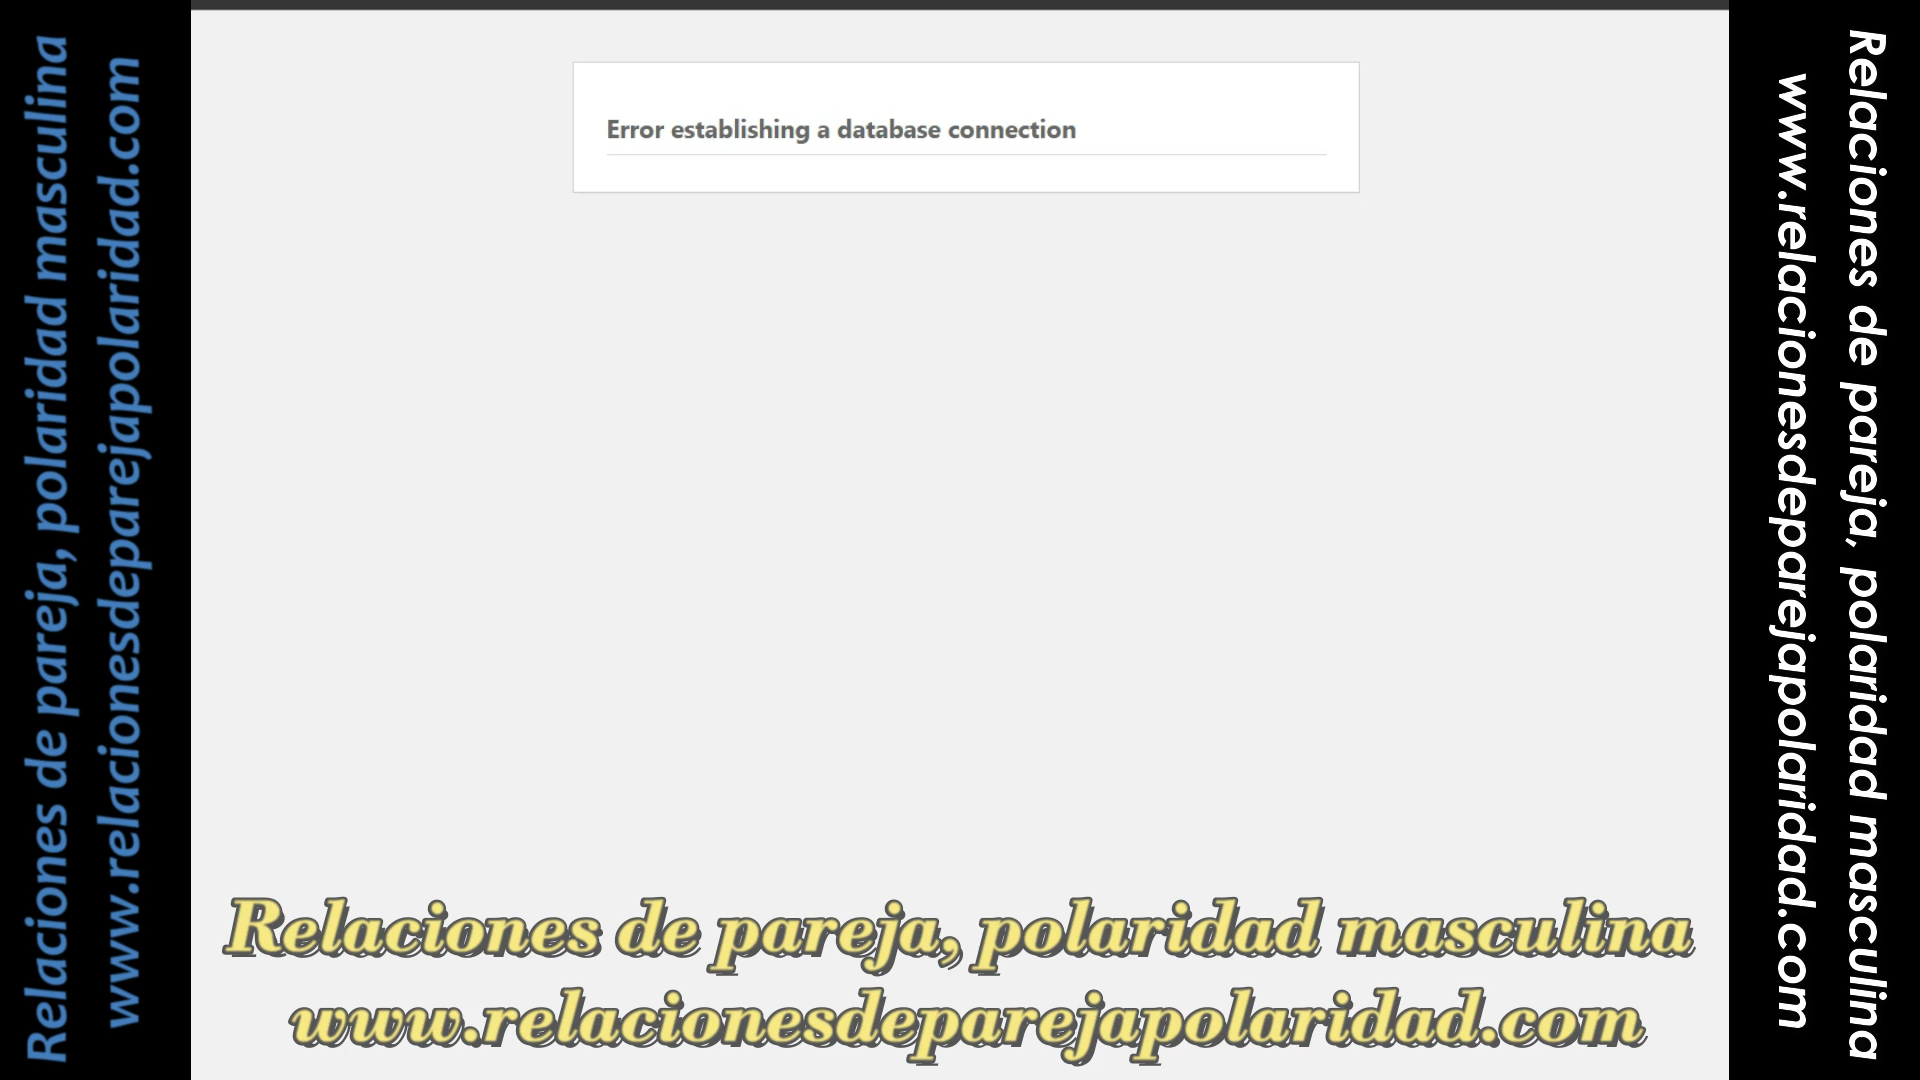 Relaciones de pareja, polaridad masculina
www.relacionesdeparejapolaridad.com
Error establishing a database connection
Relaciones de pareja, polaridad masculina
www.relacionesdeparejapolaridad.com
Relaciones de pareja, polaridad masculina
www.relacionesdeparejapolaridad.com